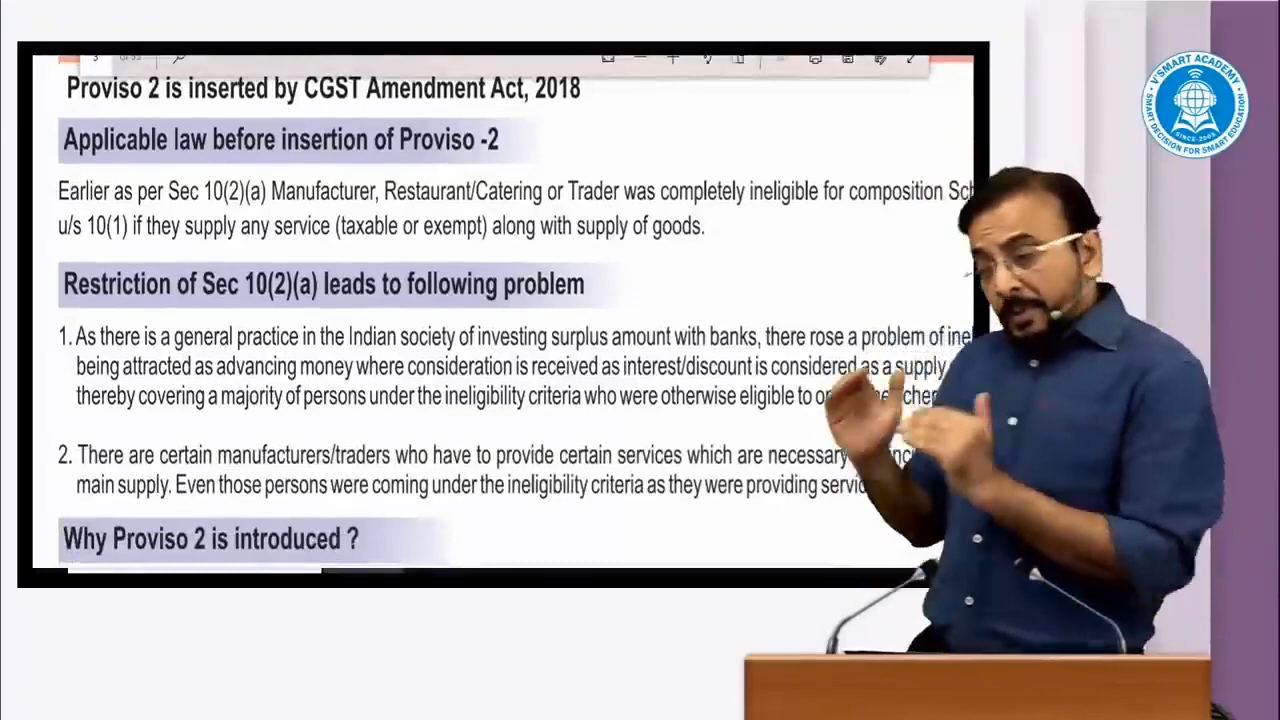 Proviso 2 is inserted by CGST Amendment Act, 2018
Applicable law before insertion of Proviso -2
Earlier as per Sec 10(2)(a) Manufacturer, Restaurant/Catering or Trader was completely ineligible for composition
u/s 10(1) if they supply any service (taxable or exempt) along with supply of goods.
Restriction of Sec 10(2)(a) leads to following problem
1. As there is a general practice in the Indian society of investing surplus amount with banks, there rose a problem of
being attracted as advancing money where consideration is received as interest/discount is considered as a supply
thereby covering a majority of persons under the ineligibility criteria who were otherwise eligible to
2. There are certain manufacturers/traders who have to provide certain services which are necessary
main supply. Even those persons were coming under the ineligibility criteria as they were providing
Why Proviso 2 is introduced ?
V'SMART ACADEMY
SINCE-2003
SMART DECISION FOR SMART EDUCATION